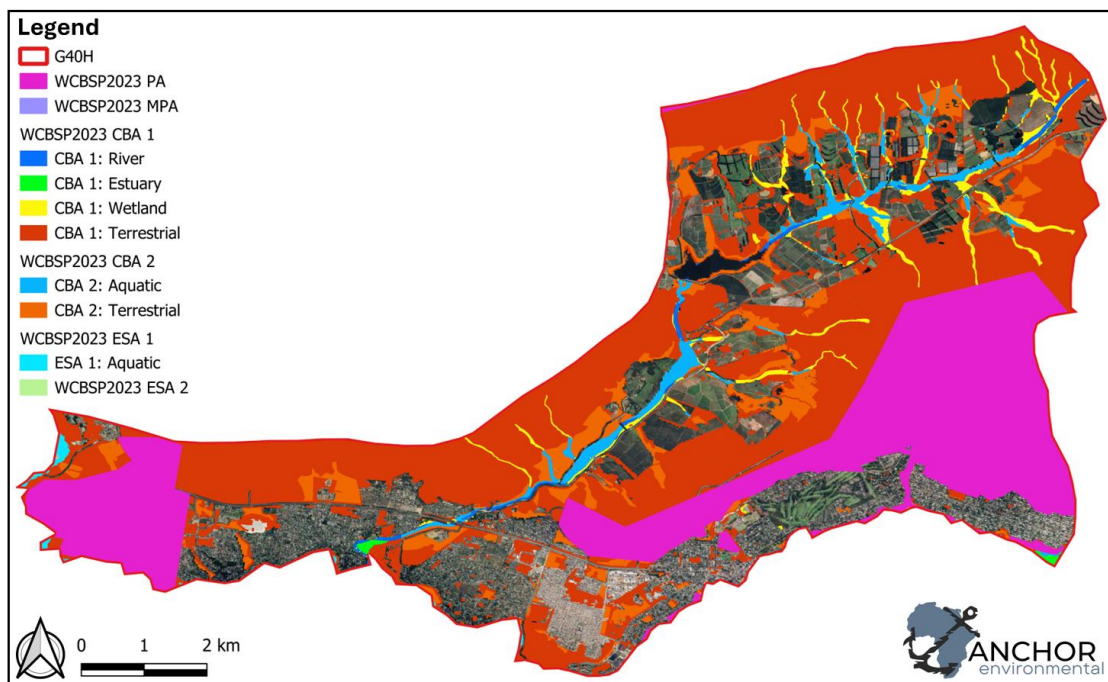 Legend
G40H
WCBSP2023 PA
WCBSP2023 MPA
WCBSP2023 CBA 1
CBA 1: River
CBA 1: Estuary
CBA 1: Wetland
CBA 1: Terrestrial
WCBSP2023 CBA 2
CBA 2: Aquatic
CBA 2: Terrestrial
WCBSP2023 ESA 1
ESA 1: Aquatic
WCBSP2023 ESA 2
0 1 2 km
ANCHOR
environmental